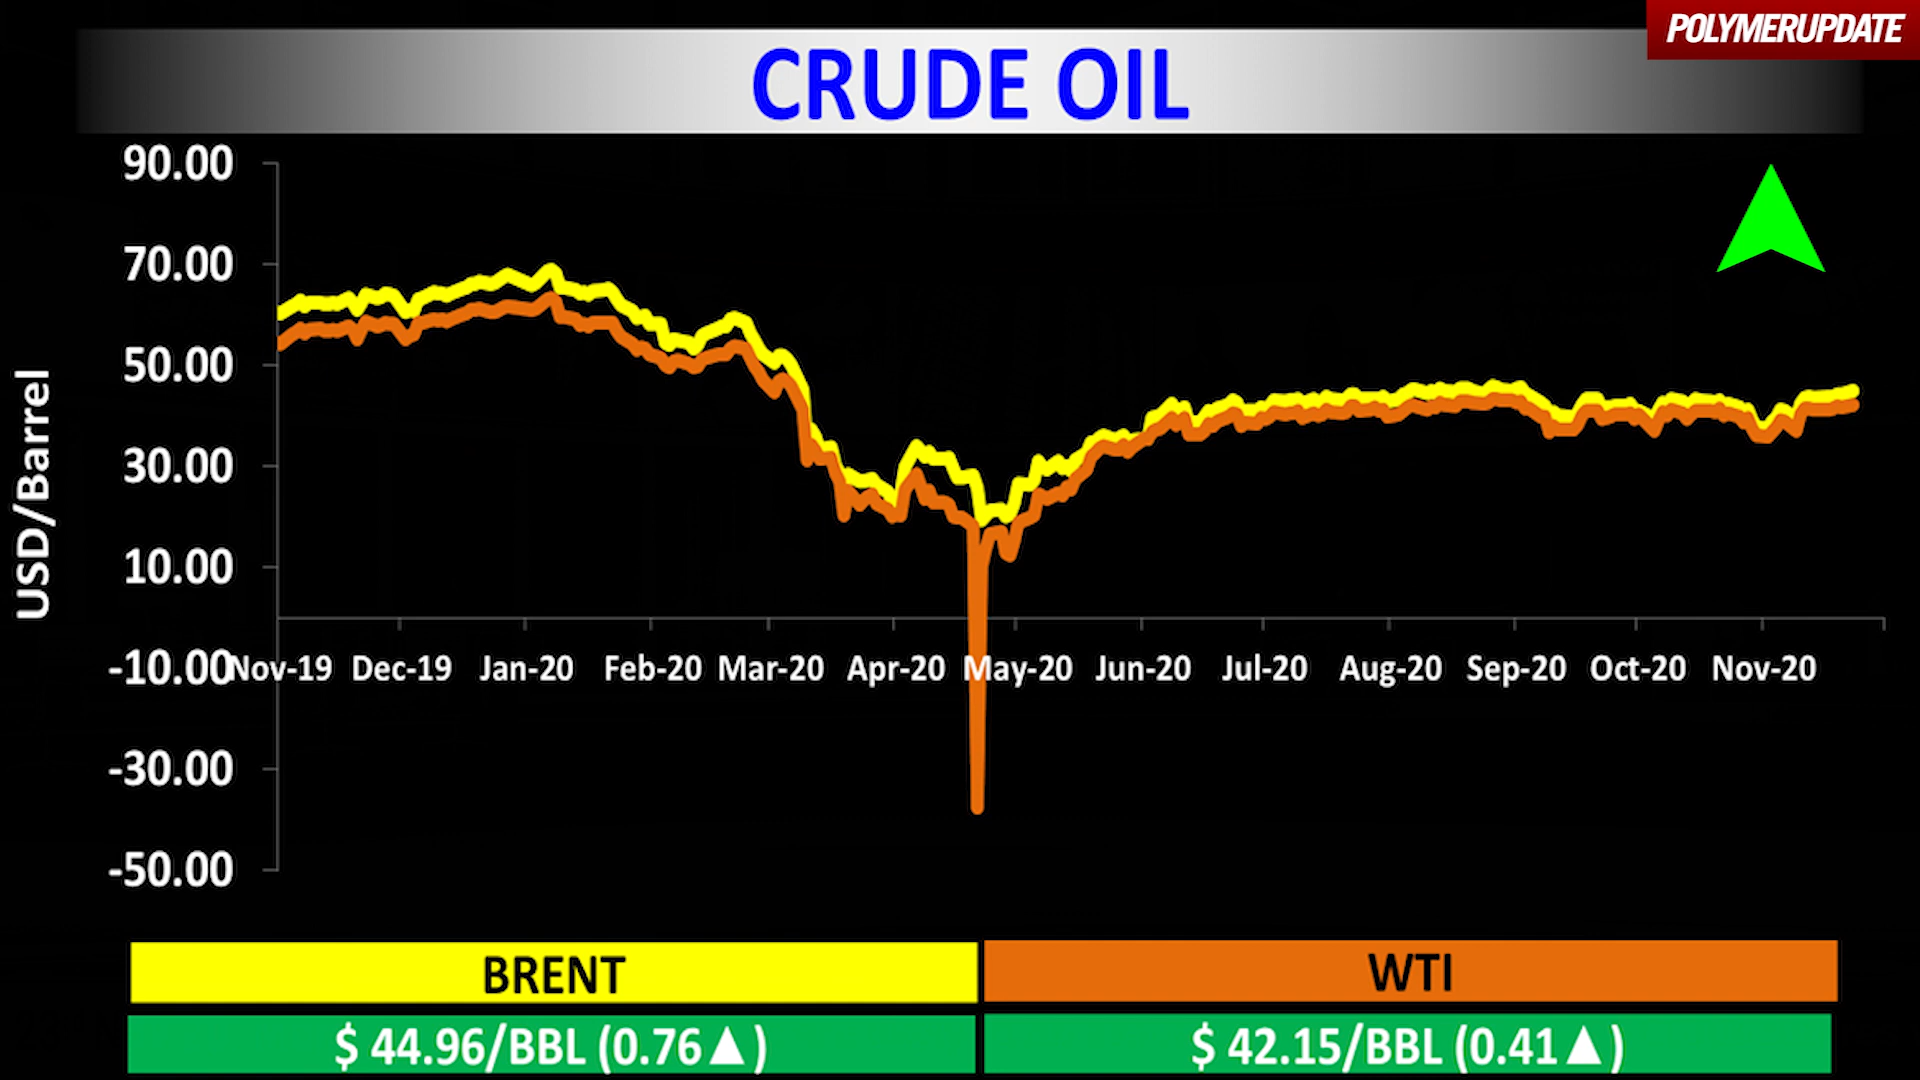 POLYMERUPDATE
CRUDE OIL
USD/Barrel
90.00
70.00
50.00
30.00
10.00
-10.00
-30.00
-50.00
Nov-19 Dec-19 Jan-20 Feb-20 Mar-20 Apr-20 May-20 Jun-20 Jul-20 Aug-20 Sep-20 Oct-20 Nov-20
BRENT WTI
$ 44.96/BBL (0.76▲) $ 42.15/BBL (0.41▲)